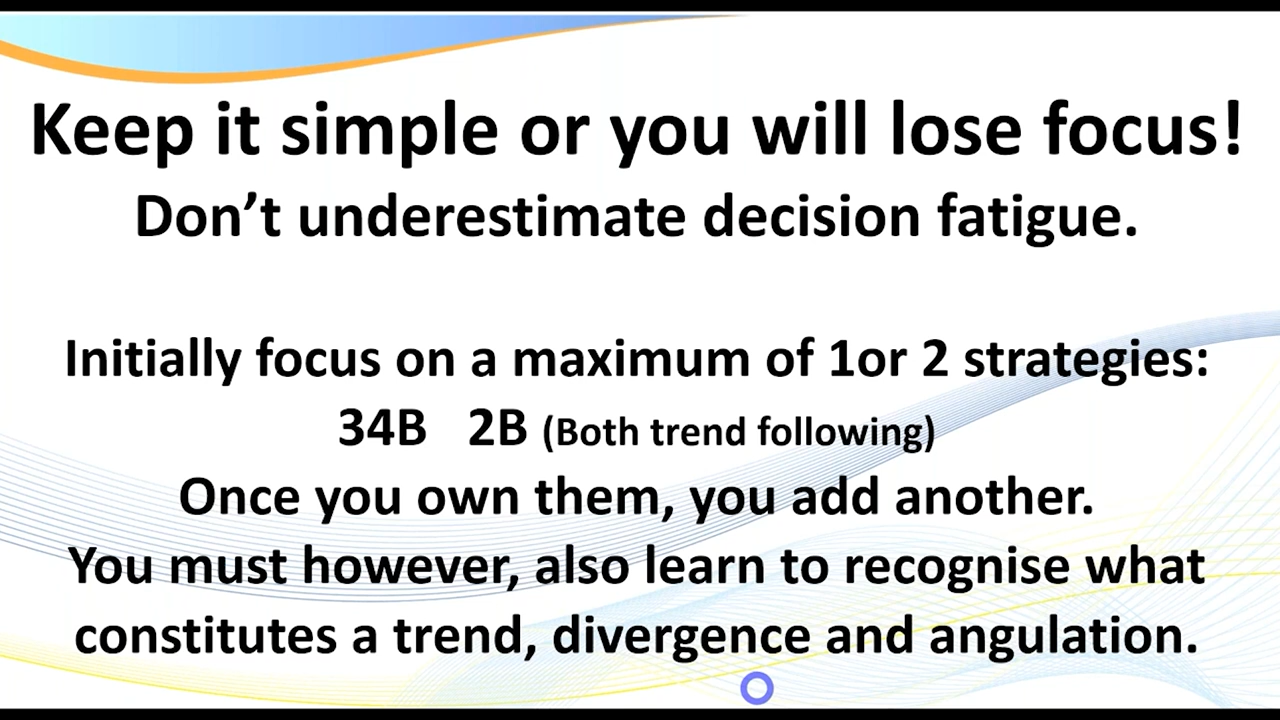 Keep it simple or you will lose focus!
Don’t underestimate decision fatigue.
Initially focus on a maximum of 1or 2 strategies:
34B 2B (Both trend following)
Once you own them, you add another.
You must however, also learn to recognise what
constitutes a trend, divergence and angulation.